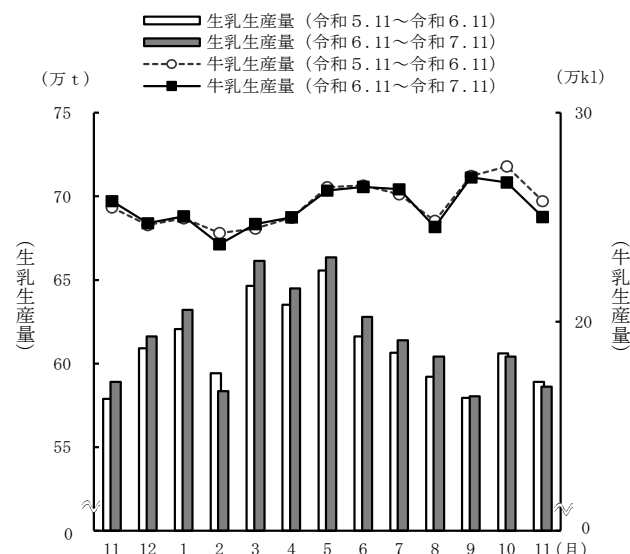 生乳生産量（令和５.11～令和６.11）
生乳生産量（令和６.11～令和７.11）
牛乳生産量（令和５.11～令和６.11）
牛乳生産量（令和６.11～令和７.11）
（万ｔ） （万kl）
75 30
70
65
（生乳生産量） （牛乳生産量）
20
60
55
0 0
11 12 1 2 3 4 5 6 7 8 9 10 11 (月)